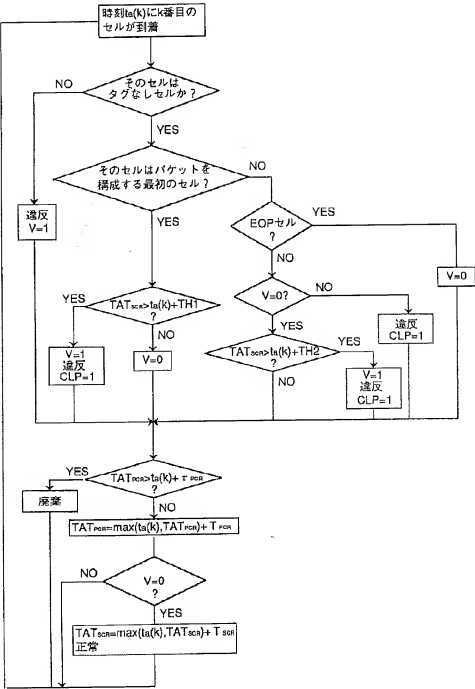 時刻ta(k)にk番目の
セルが到着
そのセルは
タグなしセルか?
NO
YES
そのセルはパケットを
構成する最初のセル?
NO
YES
違反
V=1
EOPセル
?
YES
NO
V=0
TATSCR>ta(k)+TH1
?
YES
NO
V=0?
NO
YES
違反
CLP=1
V=1
違反
CLP=1
V=0
TATSCR>ta(k)+TH2
?
YES
NO
V=1
違反
CLP=1
TATPCR>ta(k)+τPCR
?
YES
NO
廃棄
TATPCR=max(ta(k),TATPCR)+TPCR
V=0
?
NO
YES
TATSCR=max(ta(k),TATSCR)+TSCR
正常